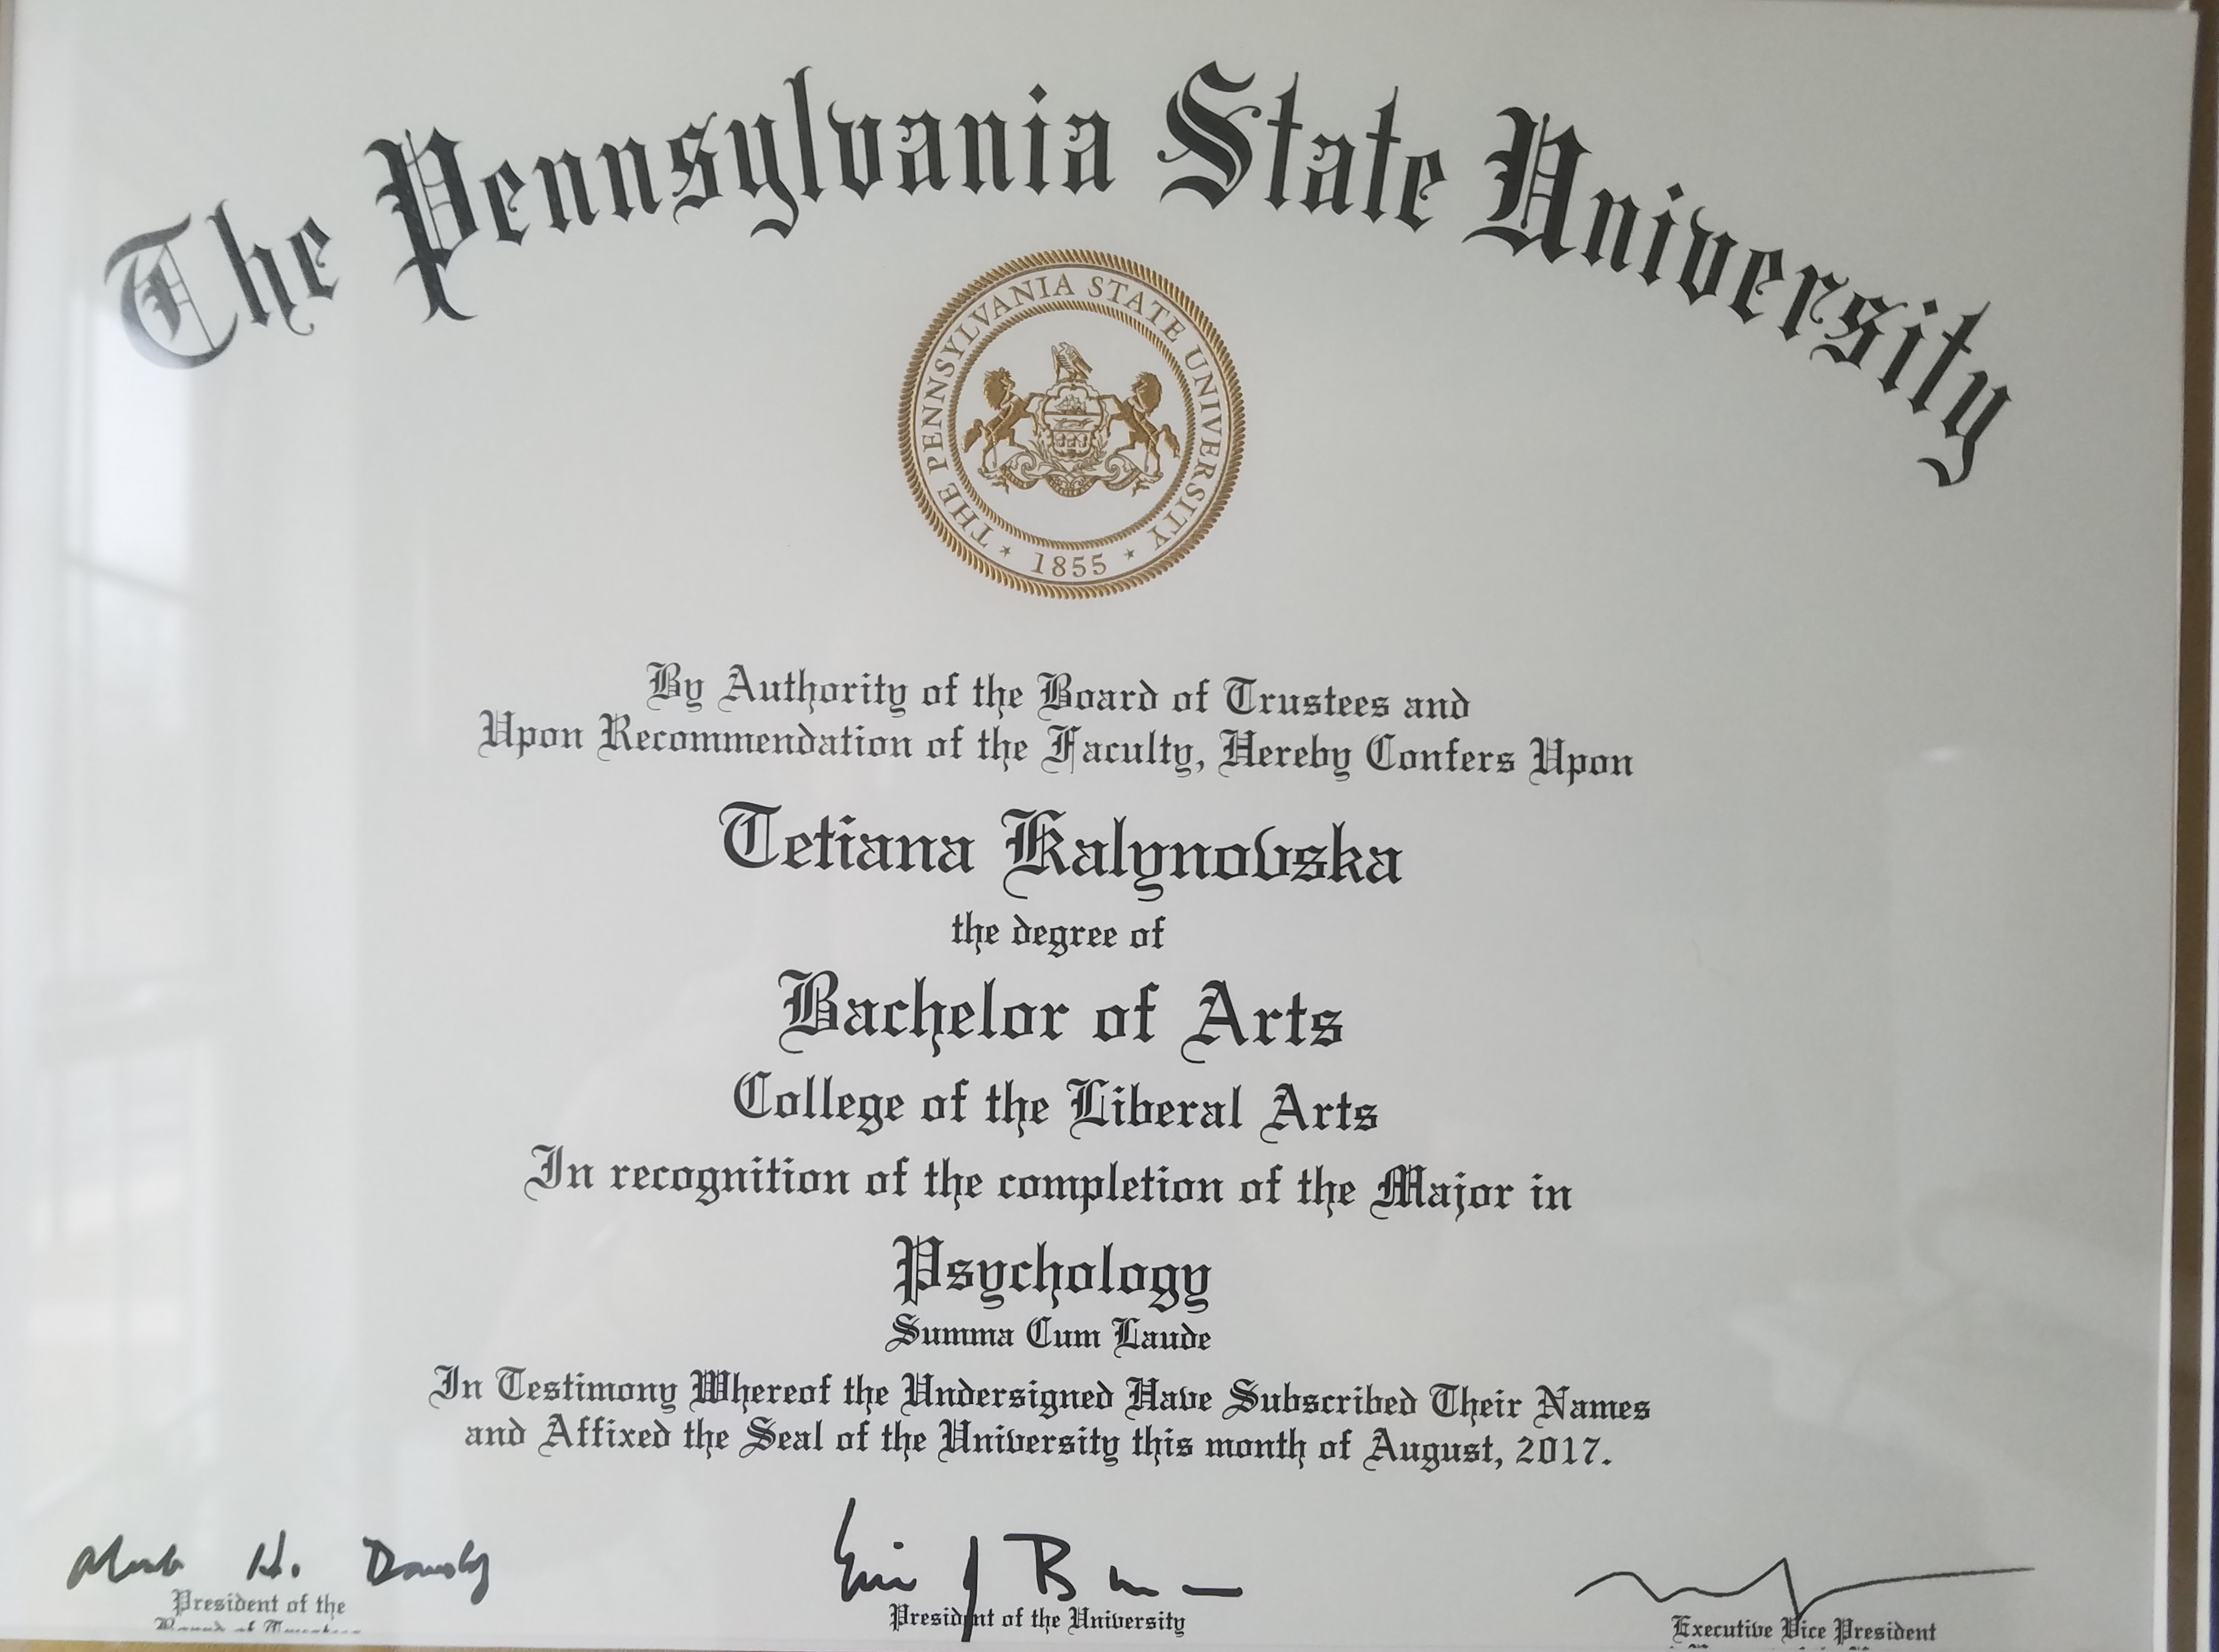 The Pennsylvania State University
THE PENNSYLVANIA STATE UNIVERSITY
1855
By Authority of the Board of Trustees and
Upon Recommendation of the Faculty, Hereby Confers Upon
Tetiana Kalynovska
the degree of
Bachelor of Arts
College of the Liberal Arts
In recognition of the completion of the Major in
Psychology
Summa Cum Laude
In Testimony Whereof the Undersigned Have Subscribed Their Names
and Affixed the Seal of the University this month of August, 2017.
President of the
President of the University
Executive Vice President